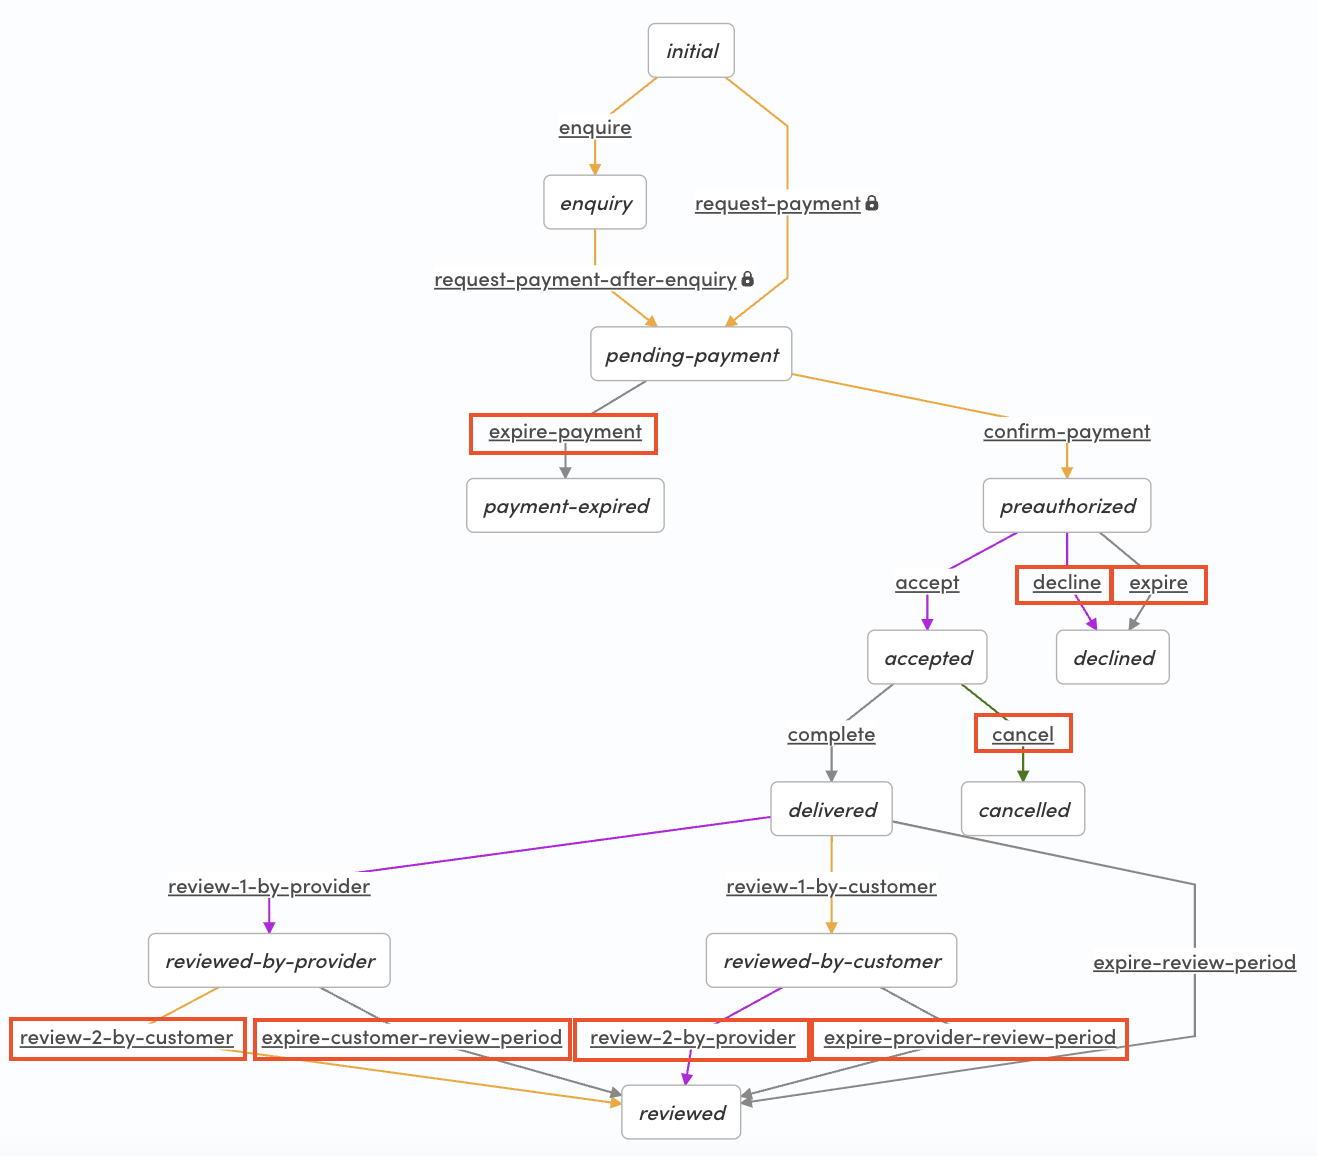 initial
enquire
enquiry
request-payment
request-payment-after-enquiry
pending-payment
expire-payment
confirm-payment
payment-expired
preauthorized
accept
decline
expire
accepted
declined
complete
cancel
delivered
cancelled
review-1-by-provider
review-1-by-customer
reviewed-by-provider
reviewed-by-customer
expire-review-period
review-2-by-customer
expire-customer-review-period
review-2-by-provider
expire-provider-review-period
reviewed